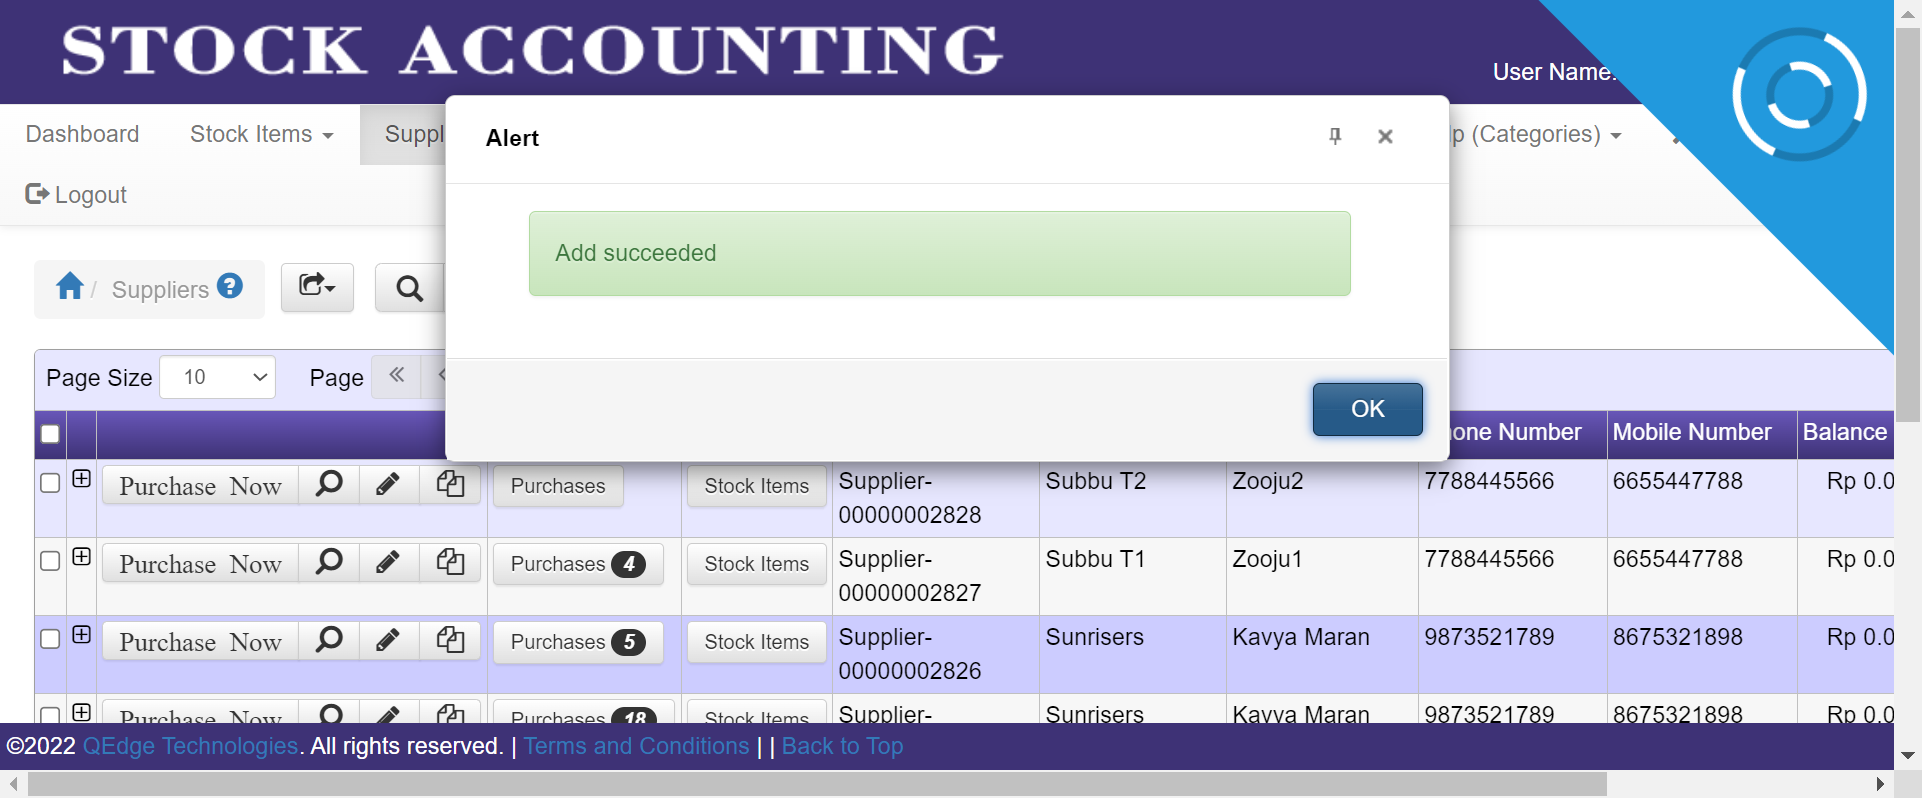 STOCK ACCOUNTING
User Name:
Dashboard
Stock Items
Suppl
lp (Categories)
Logout
Alert
Add succeeded
OK
/ Suppliers
Page Size 10 Page
one Number Mobile Number Balance
Purchase Now Purchases Stock Items Supplier-00000002828 Subbu T2 Zooju2 7788445566 6655447788 Rp 0.0
Purchase Now Purchases 4 Stock Items Supplier-00000002827 Subbu T1 Zooju1 7788445566 6655447788 Rp 0.0
Purchase Now Purchases 5 Stock Items Supplier-00000002826 Sunrisers Kavya Maran 9873521789 8675321898 Rp 0.0
Purchase Now Purchases 18 Stock Items Supplier- Sunrisers Kavya Maran 9873521789 8675321898 Rp 0.0
©2022 QEdge Technologies. All rights reserved. | Terms and Conditions | | Back to Top